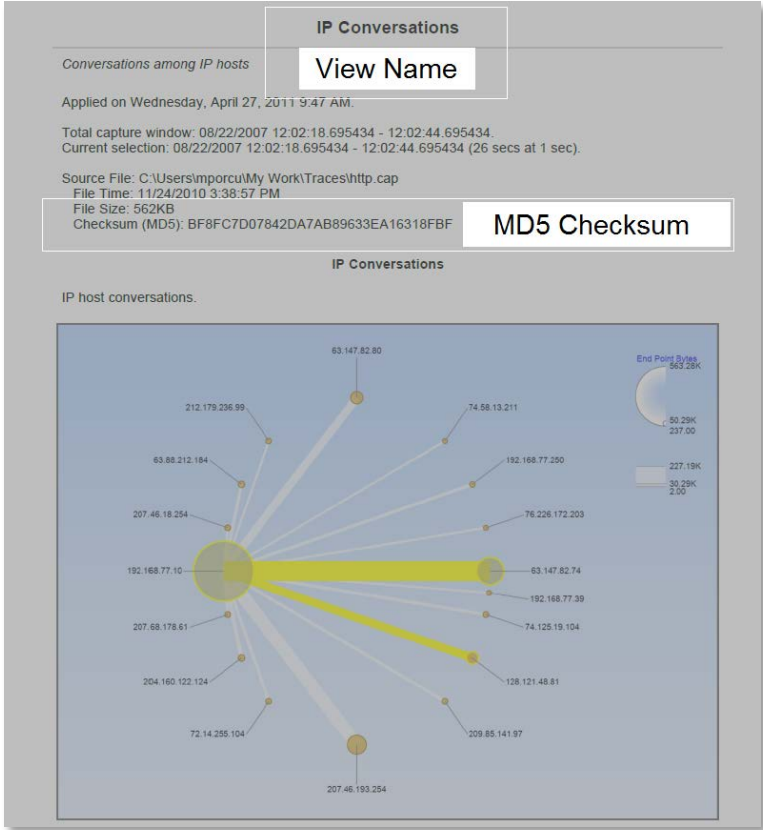 IP Conversations
View Name
Conversations among IP hosts
Applied on Wednesday, April 27, 2011 9:47 AM.
Total capture window: 08/22/2007 12:02:18.695434 - 12:02:44.695434.
Current selection: 08/22/2007 12:02:18.695434 - 12:02:44.695434 (26 secs at 1 sec).
Source File: C:\Users\mporcu\My Work\Traces\http.cap
File Time: 11/24/2010 3:38:57 PM
File Size: 562KB
Checksum (MD5): BF8FC7D07842DA7AB89633EA16318FBF
MD5 Checksum
IP Conversations
IP host conversations.
63.147.82.80
End Point Bytes
563.28K
212.179.236.99
74.58.13.211
50.29K
237.00
63.88.212.184
192.168.77.250
227.19K
30.29K
2.00
207.46.18.254
76.226.172.203
192.168.77.10
63.147.82.74
192.168.77.39
207.68.178.61
74.125.19.104
204.160.122.124
128.121.48.81
72.14.255.104
209.85.141.97
207.46.193.254